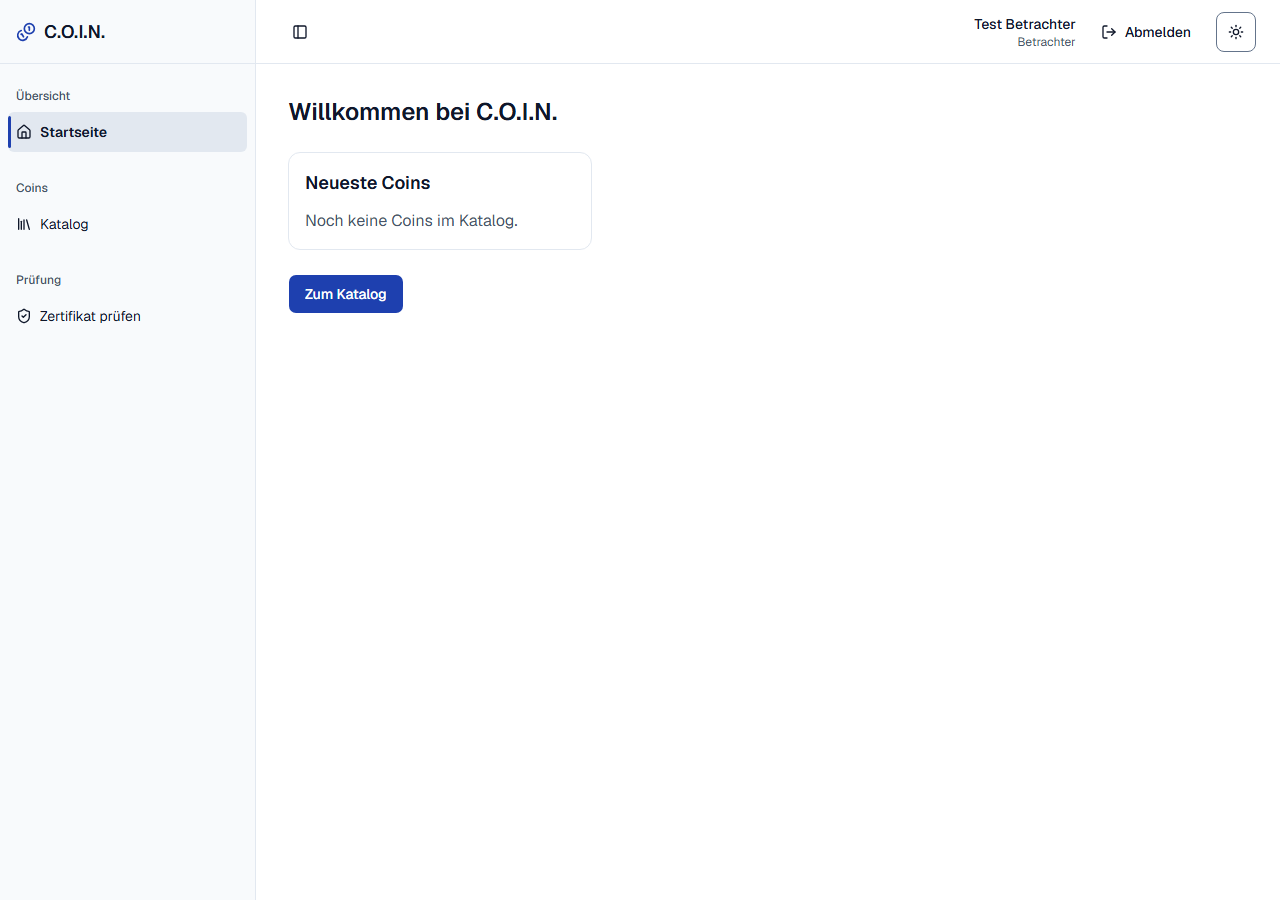 C.O.I.N.
Test Betrachter
Betrachter
Abmelden
Übersicht
Startseite
Coins
Katalog
Prüfung
Zertifikat prüfen
Willkommen bei C.O.I.N.
Neueste Coins
Noch keine Coins im Katalog.
Zum Katalog